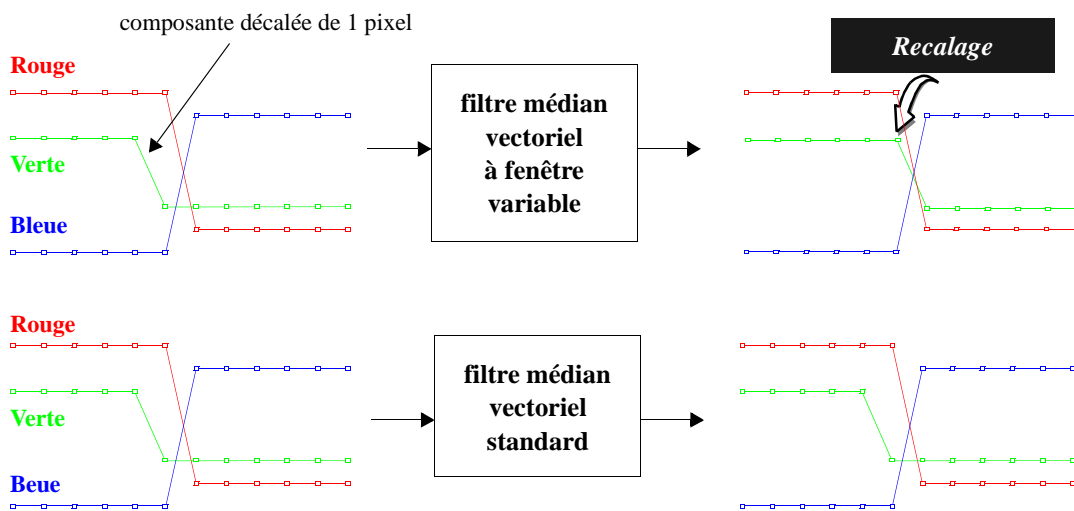 composante décalée de 1 pixel
Rouge
Verte
Bleue
filtre médian
vectoriel
à fenêtre
variable
Recalage
Rouge
Verte
Beue
filtre médian
vectoriel
standard